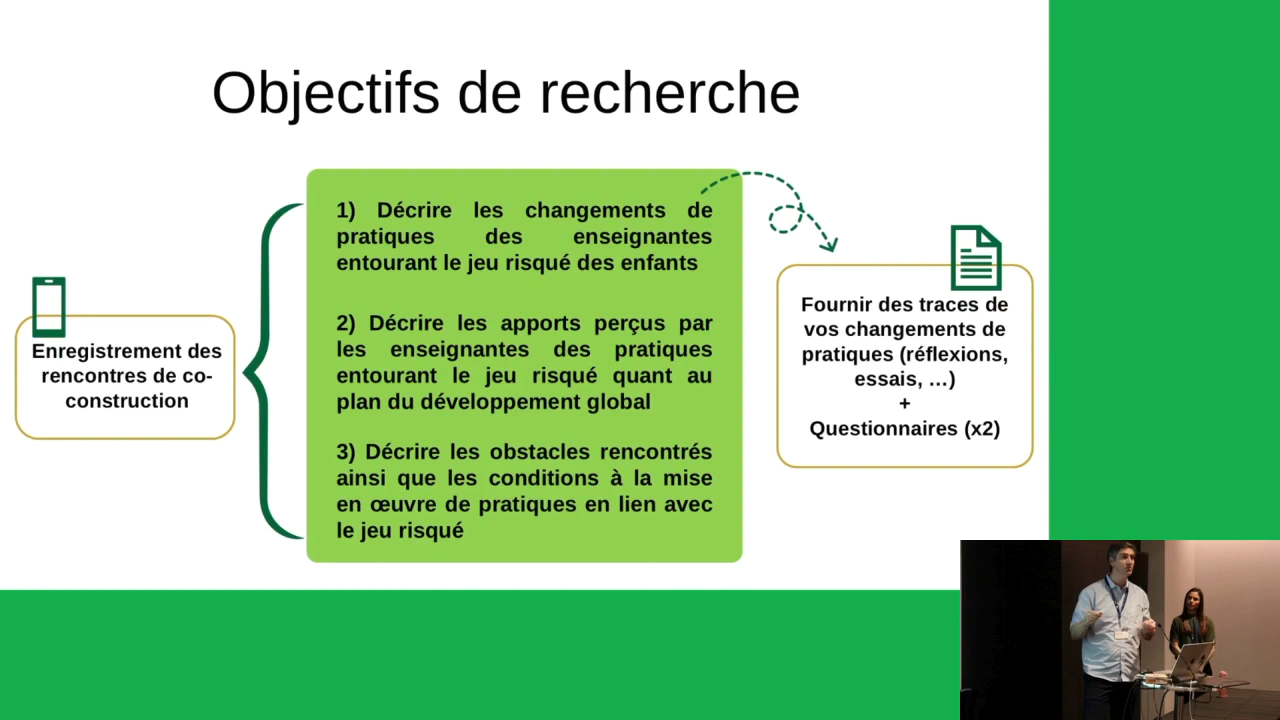 Objectifs de recherche
Enregistrement des
rencontres de co-
construction
1) Décrire les changements de
pratiques des enseignantes
entourant le jeu risqué des enfants
2) Décrire les apports perçus par
les enseignantes des pratiques
entourant le jeu risqué quant au
plan du développement global
3) Décrire les obstacles rencontrés
ainsi que les conditions à la mise
en œuvre de pratiques en lien avec
le jeu risqué
Fournir des traces de
vos changements de
pratiques (réflexions,
essais, …)
+
Questionnaires (x2)